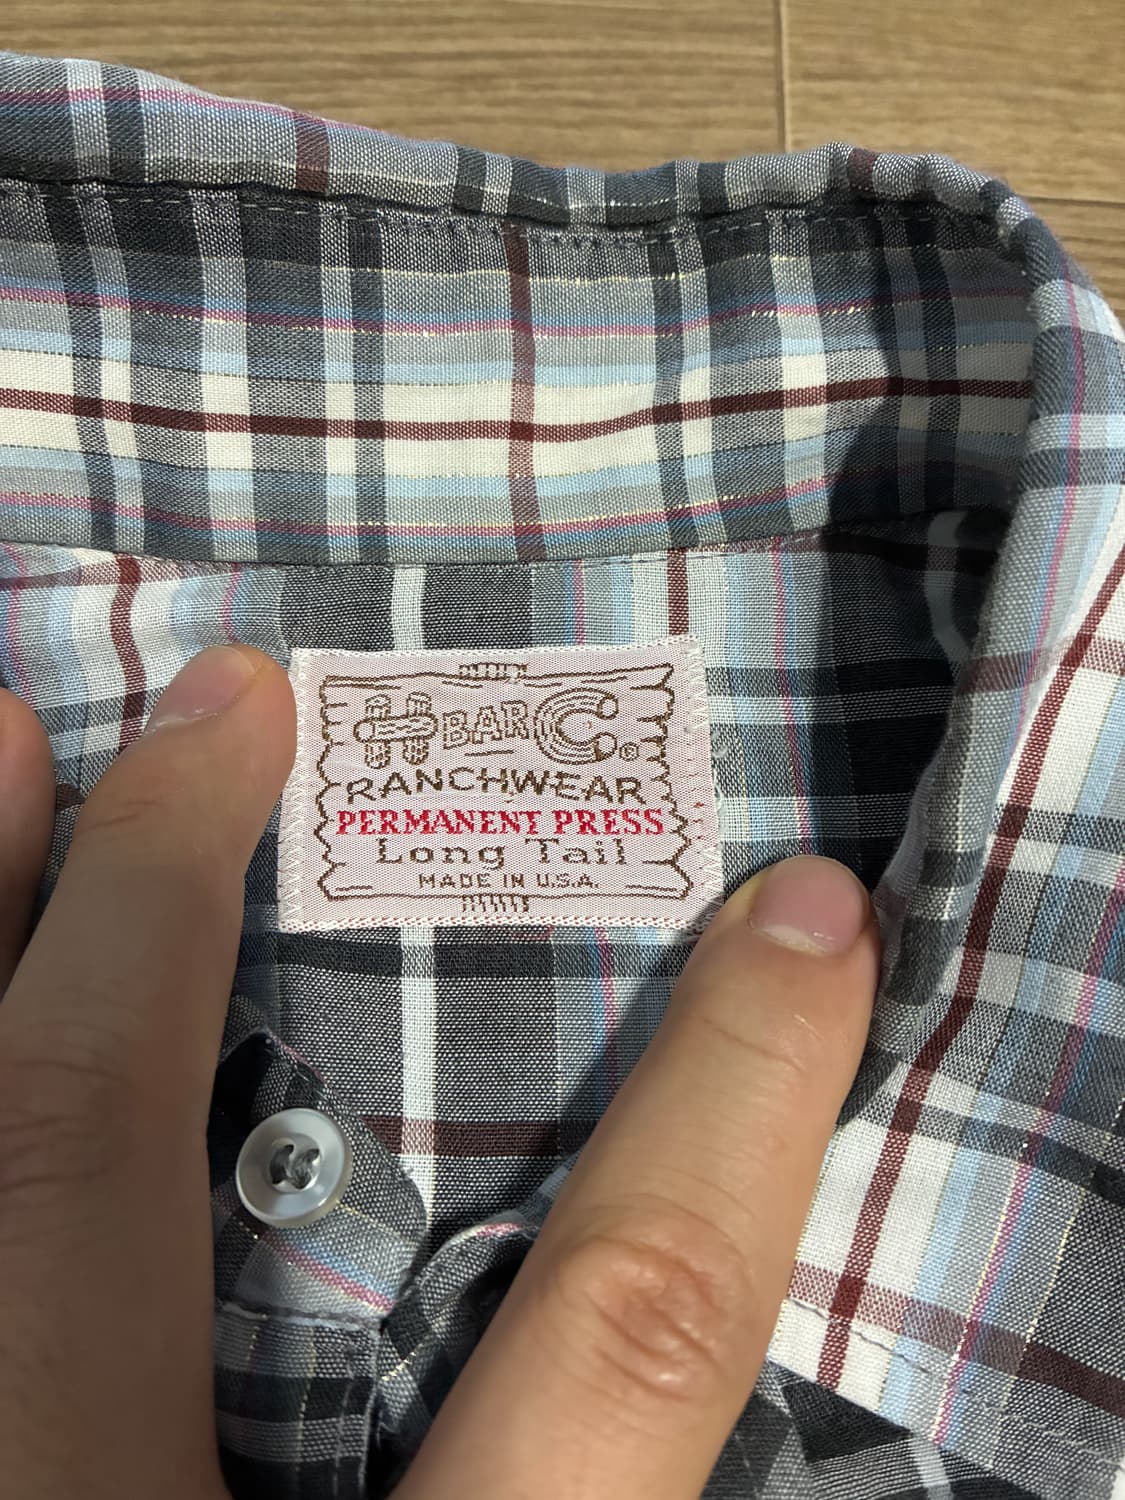 H BAR C®
RANCHWEAR
PERMANENT PRESS
Long Tail
MADE IN U.S.A.